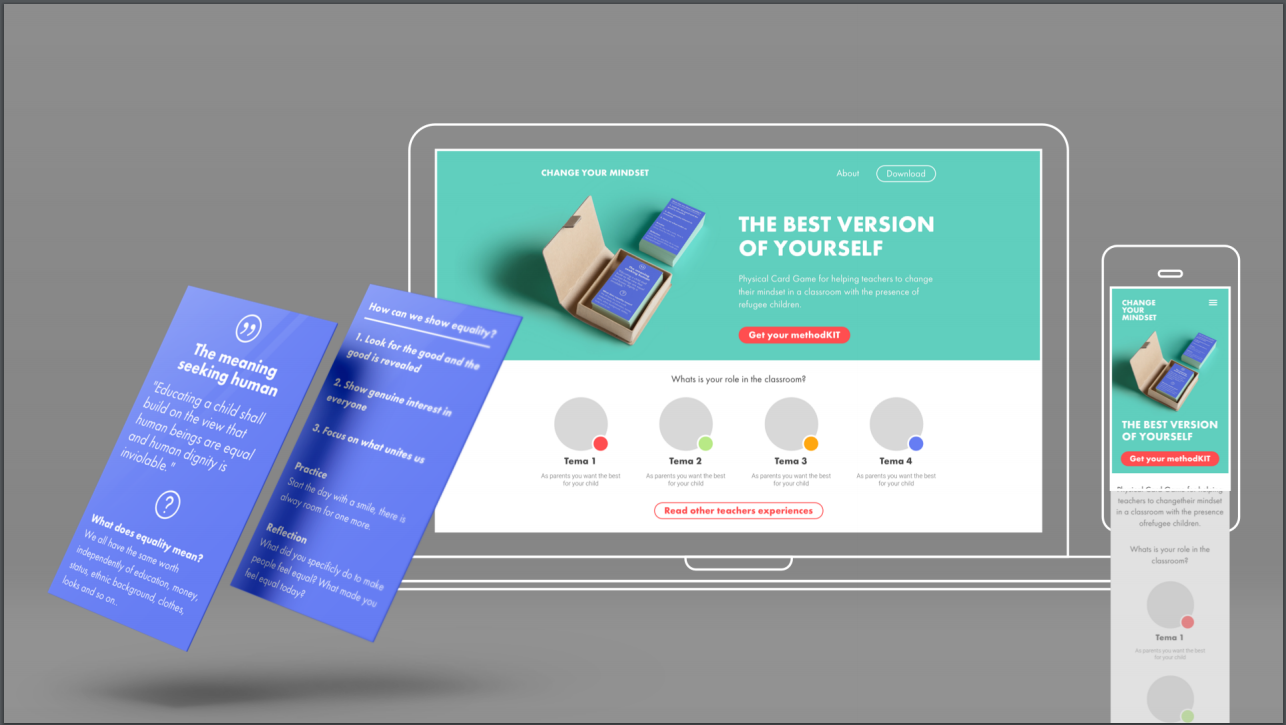 The meaning
seeking human
"Educating a child shall
build on the view that
human beings are equal
and human dignity is
inviolable."
?
What does equality mean?
We all have the same worth
independently of education, money,
status, ethnic background, clothes,
looks and so on..
How can we show equality?
1. Look for the good and the
good is revealed
2. Show genuine interest in
everyone
3. Focus on what unites us
Practice
Start the day with a smile, there is
alway room for one more.
Reflection
What did you specificly do to make
people feel equal? What made you
feel equal today?
CHANGE YOUR MINDSET
About
Download
THE BEST VERSION
OF YOURSELF
Physical Card Game for helping teachers to change
their mindset in a classroom with the presence of
refugee children.
Get your methodKIT
Whats is your role in the classroom?
Tema 1
As parents you want the best
for your child
Tema 2
As parents you want the best
for your child
Tema 3
As parents you want the best
for your child
Tema 4
As parents you want the best
for your child
Read other teachers experiences
CHANGE
YOUR
MINDSET
THE BEST VERSION
OF YOURSELF
Get your methodKIT
Physical Card Game for helping
teachers to changetheir mindset
in a classroom with the presence
ofrefugee children.
Whats is your role in the
classroom?
Tema 1
As parents you want the best
for your child